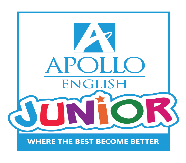 APOLLO
ENGLISH
JUNIOR
WHERE THE BEST BECOME BETTER